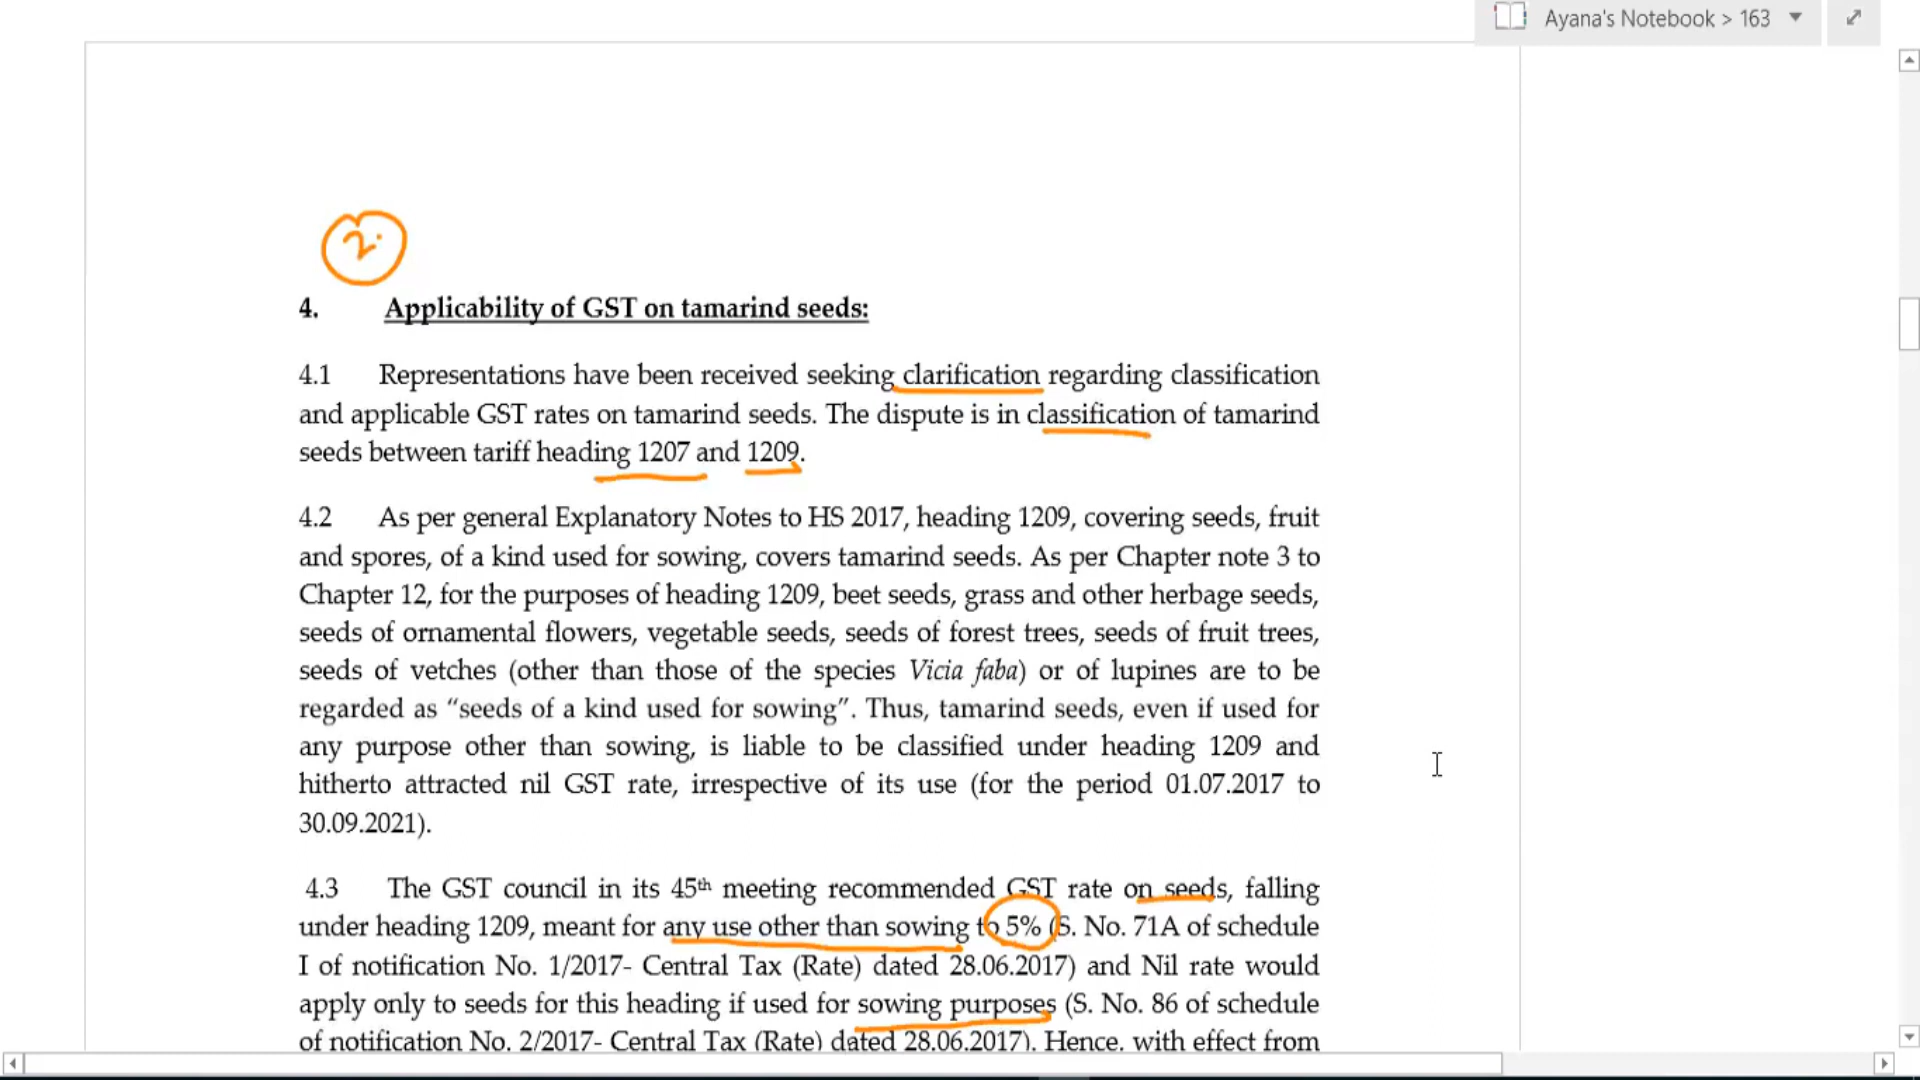 Ayana's Notebook > 163
2.
4. Applicability of GST on tamarind seeds:
4.1 Representations have been received seeking clarification regarding classification
and applicable GST rates on tamarind seeds. The dispute is in classification of tamarind
seeds between tariff heading 1207 and 1209.
4.2 As per general Explanatory Notes to HS 2017, heading 1209, covering seeds, fruit
and spores, of a kind used for sowing, covers tamarind seeds. As per Chapter note 3 to
Chapter 12, for the purposes of heading 1209, beet seeds, grass and other herbage seeds,
seeds of ornamental flowers, vegetable seeds, seeds of forest trees, seeds of fruit trees,
seeds of vetches (other than those of the species Vicia faba) or of lupines are to be
regarded as “seeds of a kind used for sowing”. Thus, tamarind seeds, even if used for
any purpose other than sowing, is liable to be classified under heading 1209 and
hitherto attracted nil GST rate, irrespective of its use (for the period 01.07.2017 to
30.09.2021).
4.3 The GST council in its 45th meeting recommended GST rate on seeds, falling
under heading 1209, meant for any use other than sowing to 5% (S. No. 71A of schedule
I of notification No. 1/2017- Central Tax (Rate) dated 28.06.2017) and Nil rate would
apply only to seeds for this heading if used for sowing purposes (S. No. 86 of schedule
of notification No. 2/2017- Central Tax (Rate) dated 28.06.2017). Hence, with effect from